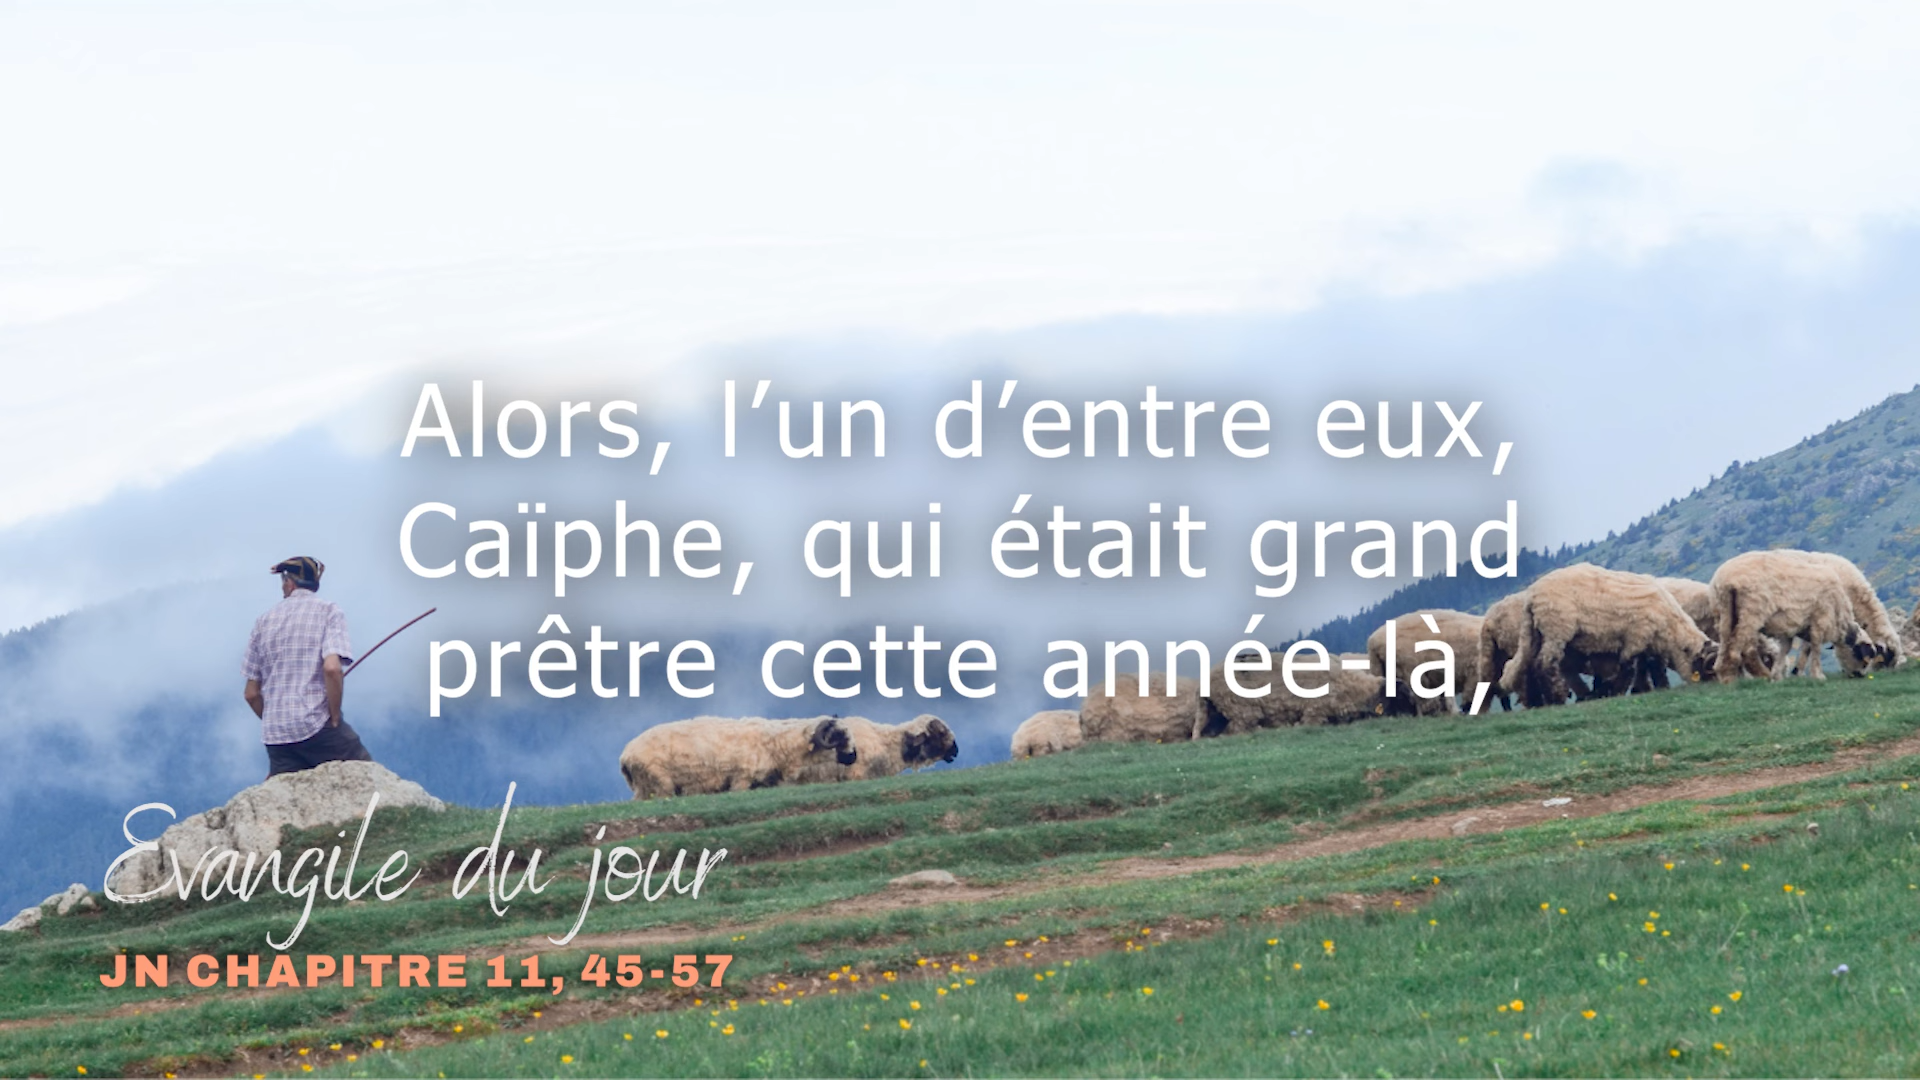 Alors, l’un d’entre eux,
Caïphe, qui était grand
prêtre cette année-là,
Evangile du jour
JN CHAPITRE 11, 45-57